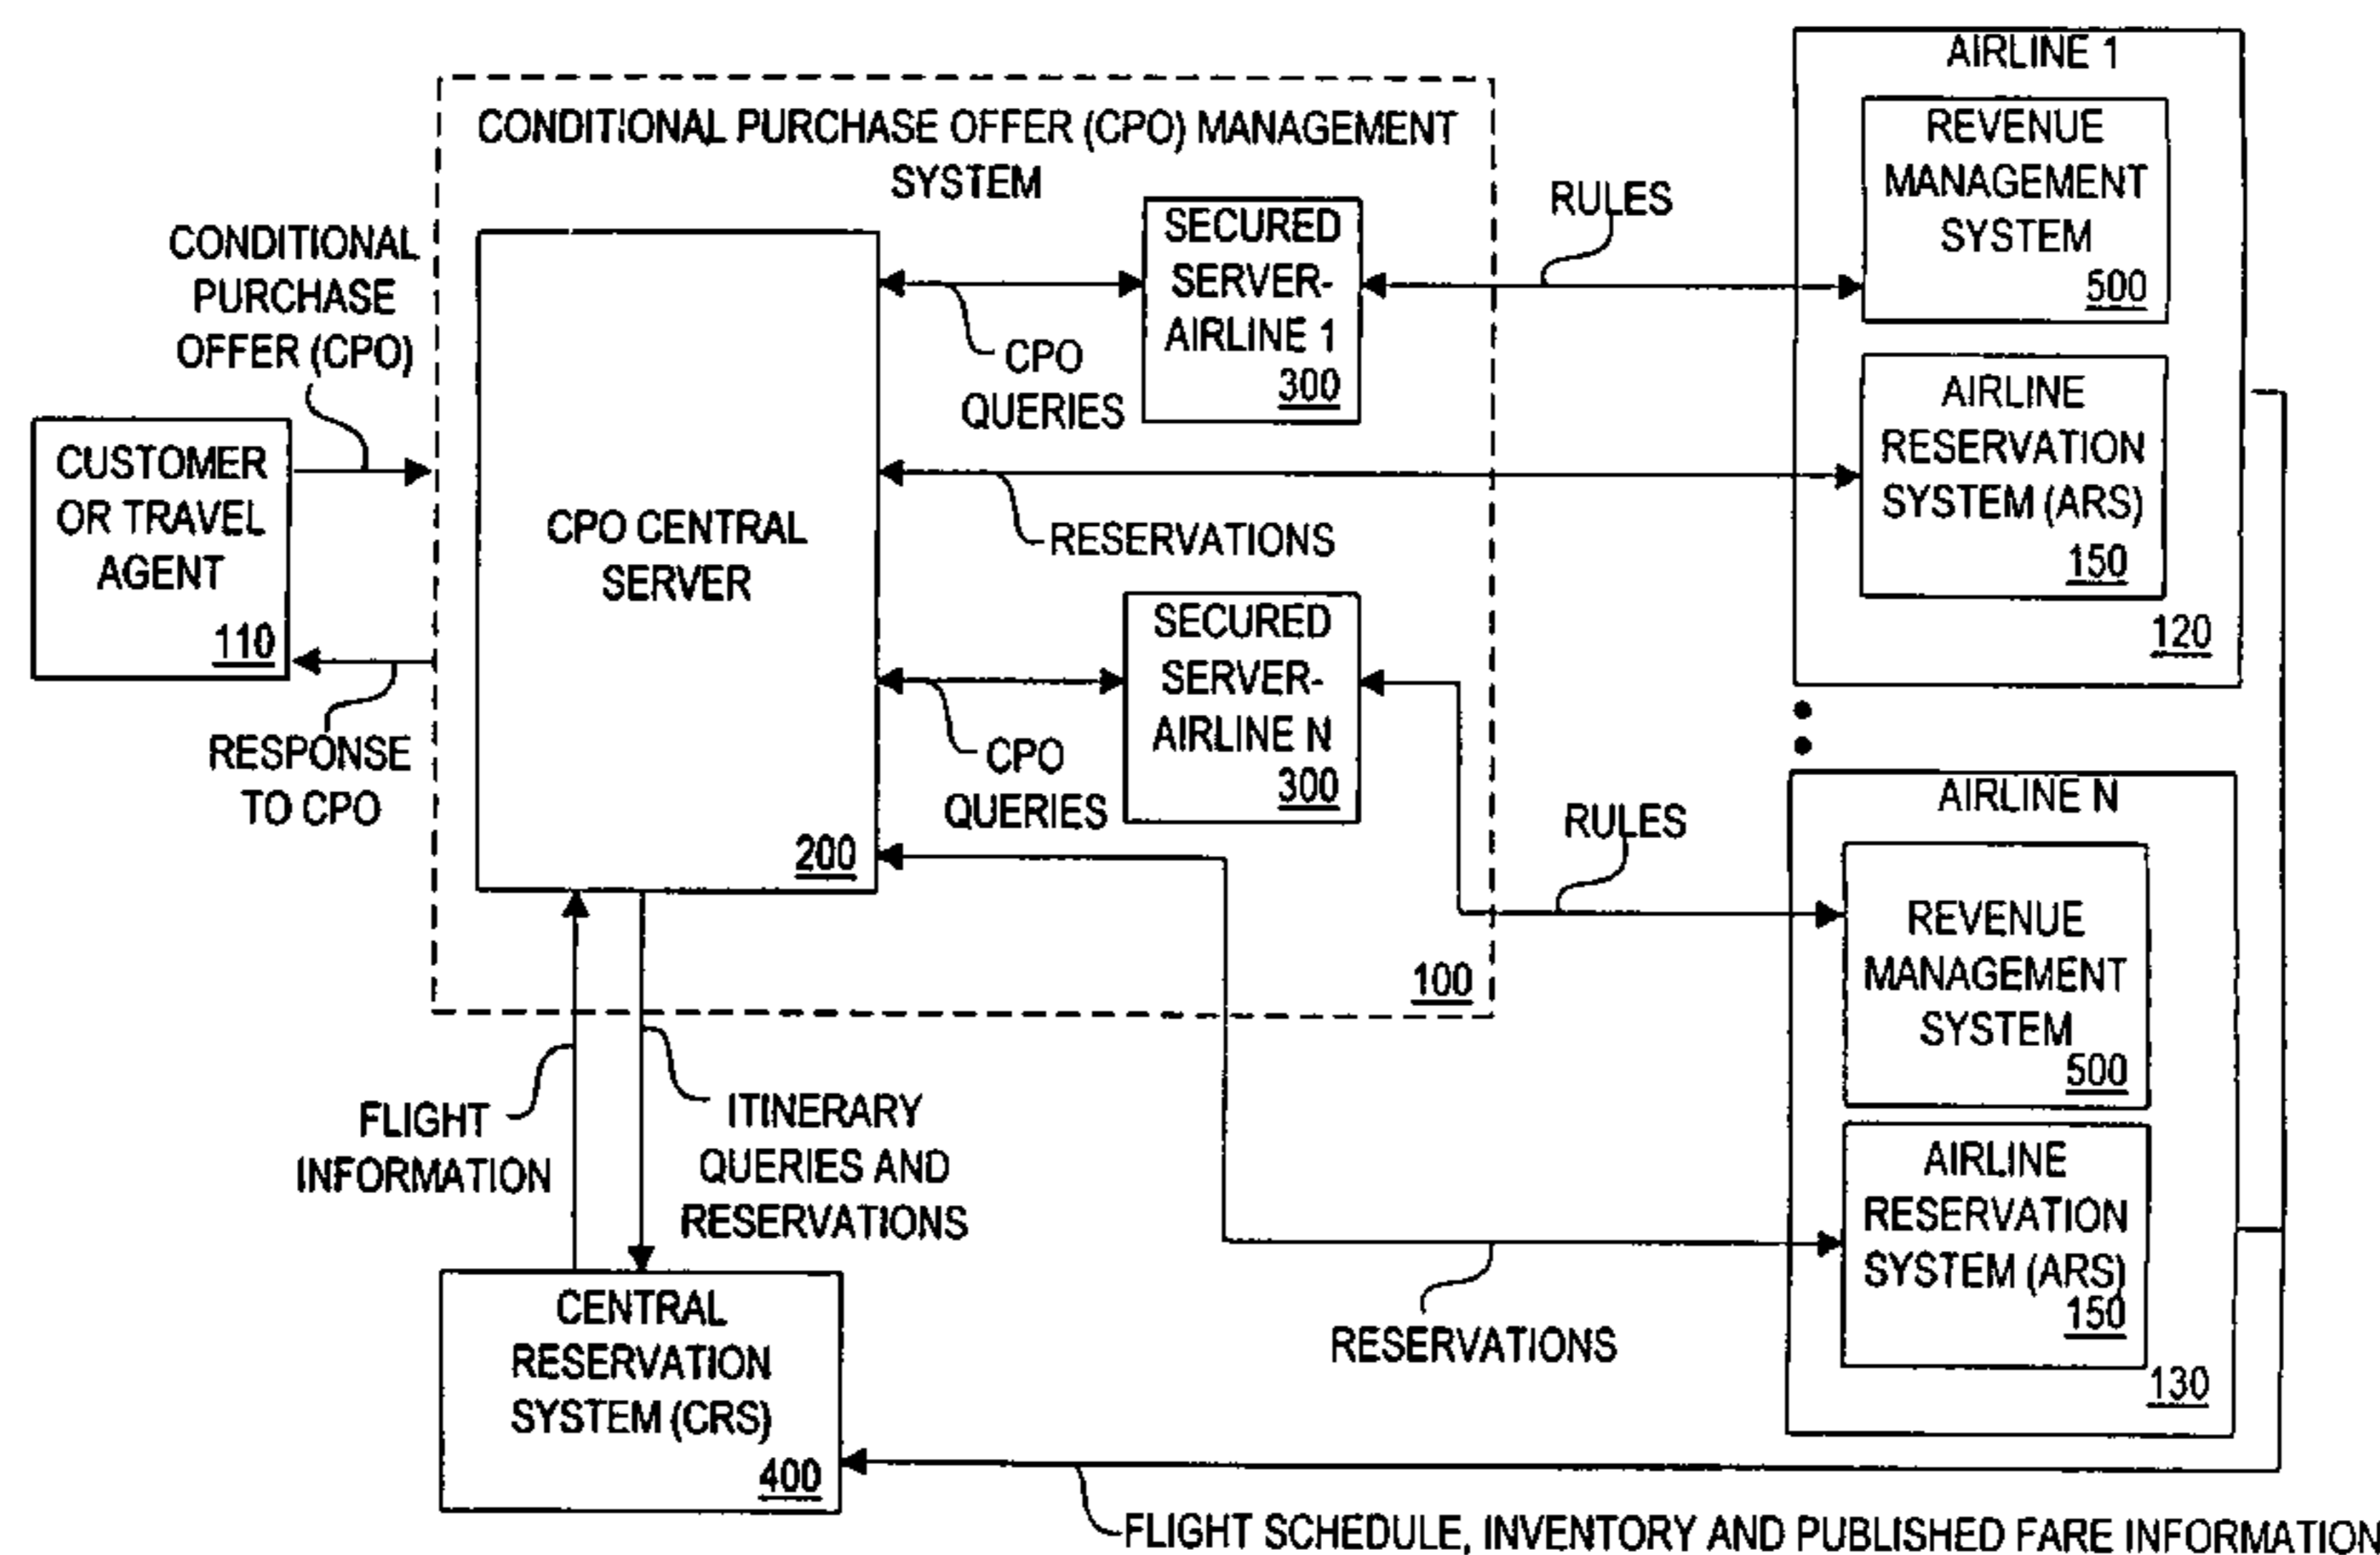 CONDITIONAL PURCHASE OFFER (CPO) MANAGEMENT
SYSTEM
CONDITIONAL
PURCHASE
OFFER (CPO)
CUSTOMER
OR TRAVEL
AGENT
110
RESPONSE
TO CPO
CPO CENTRAL
SERVER
200
SECURED
SERVER-
AIRLINE 1
300
CPO
QUERIES
RESERVATIONS
SECURED
SERVER-
AIRLINE N
300
CPO
QUERIES
100
RULES
AIRLINE 1
REVENUE
MANAGEMENT
SYSTEM
500
AIRLINE
RESERVATION
SYSTEM (ARS)
150
120
RULES
AIRLINE N
REVENUE
MANAGEMENT
SYSTEM
500
AIRLINE
RESERVATION
SYSTEM (ARS)
150
130
RESERVATIONS
FLIGHT
INFORMATION
ITINERARY
QUERIES AND
RESERVATIONS
CENTRAL
RESERVATION
SYSTEM (CRS)
400
FLIGHT SCHEDULE, INVENTORY AND PUBLISHED FARE INFORMATION